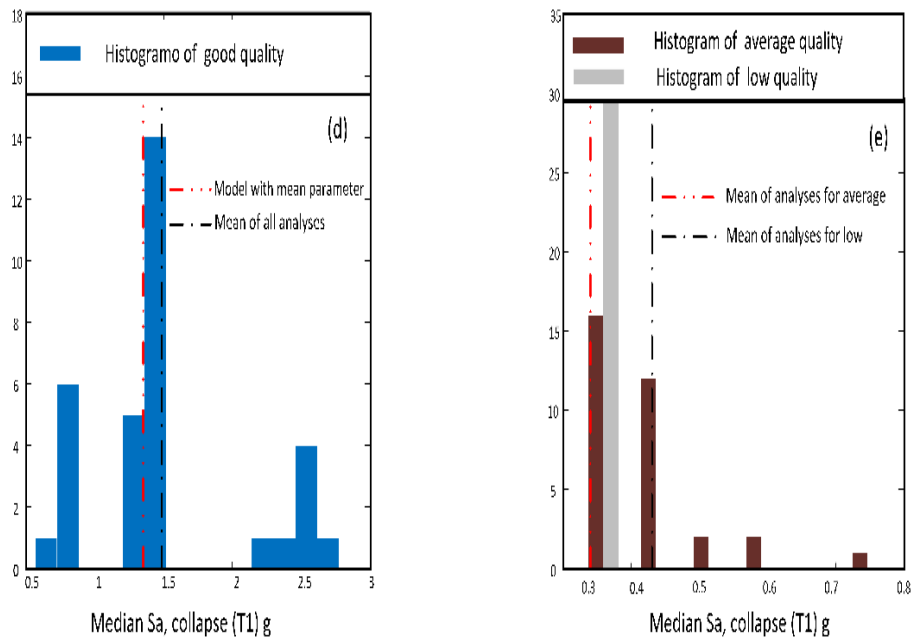 18
16
14
12
10
8
6
4
2
0
Histogramo of good quality
(d)
Model with mean parameter
Mean of all analyses
0.5 1 1.5 2 2.5 3
Median Sa, collapse (T1) g
35
30
25
20
15
10
5
0
Histogram of average quality
Histogram of low quality
(e)
Mean of analyses for average
Mean of analyses for low
0.3 0.4 0.5 0.6 0.7 0.8
Median Sa, collapse (T1) g